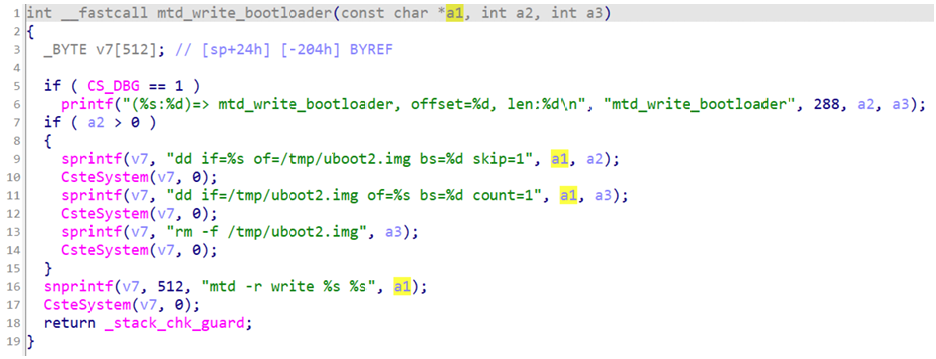 1 int __fastcall mtd_write_bootloader(const char *a1, int a2, int a3)
2 {
3 _BYTE v7[512]; // [sp+24h] [-204h] BYREF
4
5 if ( CS_DBG == 1 )
6 printf("(%s:%d)=> mtd_write_bootloader, offset=%d, len:%d\n", "mtd_write_bootloader", 288, a2, a3);
7 if ( a2 > 0 )
8 {
9 sprintf(v7, "dd if=%s of=/tmp/uboot2.img bs=%d skip=1", a1, a2);
10 CsteSystem(v7, 0);
11 sprintf(v7, "dd if=/tmp/uboot2.img of=%s bs=%d count=1", a1, a3);
12 CsteSystem(v7, 0);
13 sprintf(v7, "rm -f /tmp/uboot2.img", a3);
14 CsteSystem(v7, 0);
15 }
16 snprintf(v7, 512, "mtd -r write %s %s", a1);
17 CsteSystem(v7, 0);
18 return _stack_chk_guard;
19 }